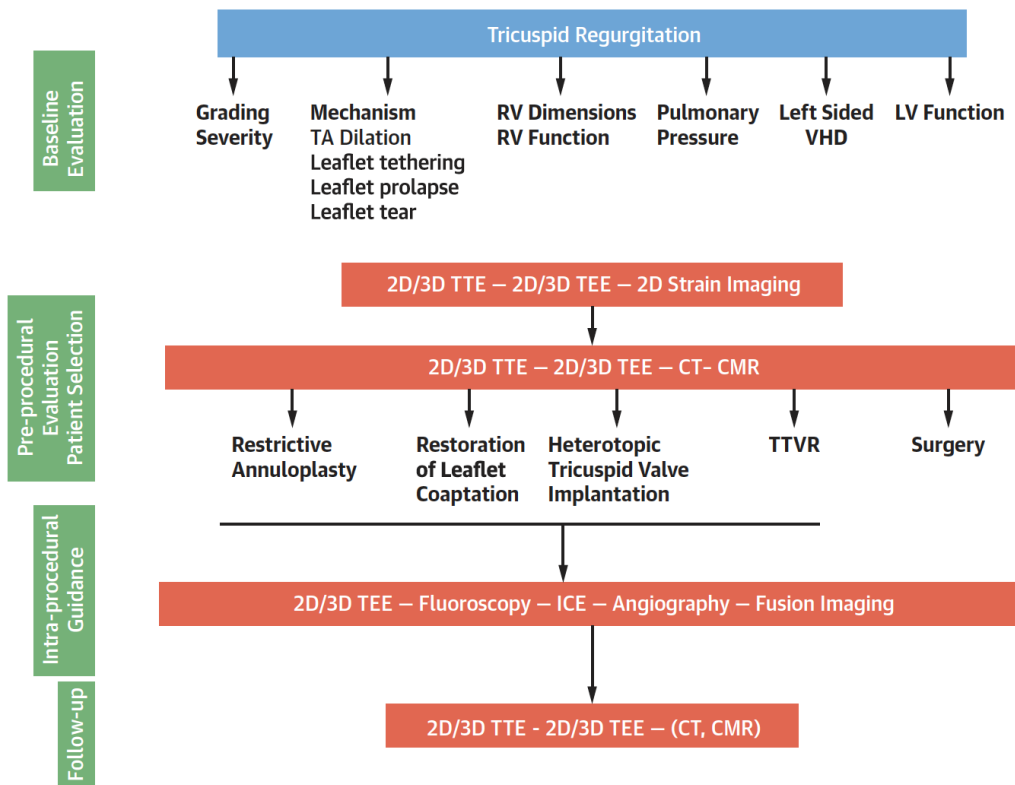 Tricuspid Regurgitation
Baseline
Evaluation
Grading
Severity
Mechanism
TA Dilation
Leaflet tethering
Leaflet prolapse
Leaflet tear
RV Dimensions
RV Function
Pulmonary
Pressure
Left Sided
VHD
LV Function
2D/3D TTE — 2D/3D TEE — 2D Strain Imaging
Pre-procedural
Evaluation
Patient Selection
2D/3D TTE — 2D/3D TEE — CT– CMR
Restrictive
Annuloplasty
Restoration
of Leaflet
Coaptation
Heterotopic
Tricuspid Valve
Implantation
TTVR
Surgery
Intra-procedural
Guidance
2D/3D TEE — Fluoroscopy — ICE — Angiography — Fusion Imaging
Follow-up
2D/3D TTE - 2D/3D TEE — (CT, CMR)